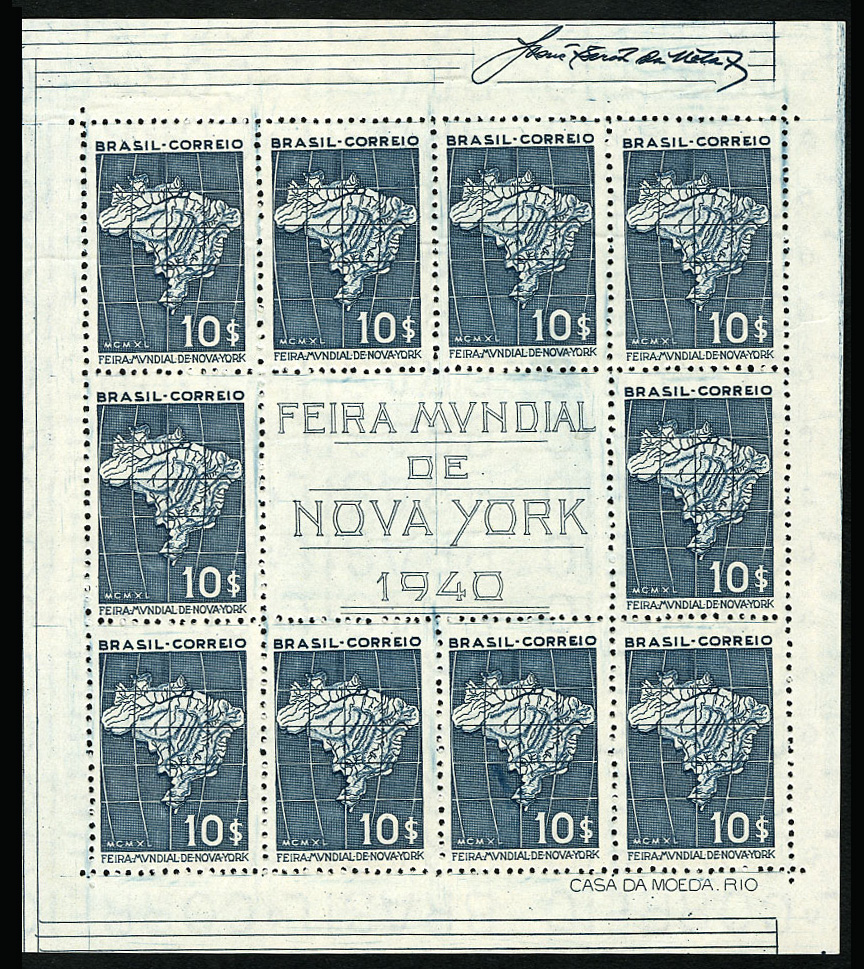 BRASIL-CORREIO
MCMXL
10$
FEIRA·MVNDIAL·DE·NOVA·YORK
BRASIL-CORREIO
MCMXL
10$
FEIRA·MVNDIAL·DE·NOVA·YORK
BRASIL-CORREIO
MCMXL
10$
FEIRA·MVNDIAL·DE·NOVA·YORK
BRASIL-CORREIO
MCMXL
10$
FEIRA·MVNDIAL·DE·NOVA·YORK
BRASIL-CORREIO
MCMXL
10$
FEIRA·MVNDIAL·DE·NOVA·YORK
FEIRA MVNDIAL
DE
NOVA YORK
1940
BRASIL-CORREIO
MCMXL
10$
FEIRA·MVNDIAL·DE·NOVA·YORK
BRASIL-CORREIO
MCMXL
10$
FEIRA·MVNDIAL·DE·NOVA·YORK
BRASIL-CORREIO
MCMXL
10$
FEIRA·MVNDIAL·DE·NOVA·YORK
BRASIL-CORREIO
MCMXL
10$
FEIRA·MVNDIAL·DE·NOVA·YORK
BRASIL-CORREIO
MCMXL
10$
FEIRA·MVNDIAL·DE·NOVA·YORK
CASA DA MOEDA. RIO